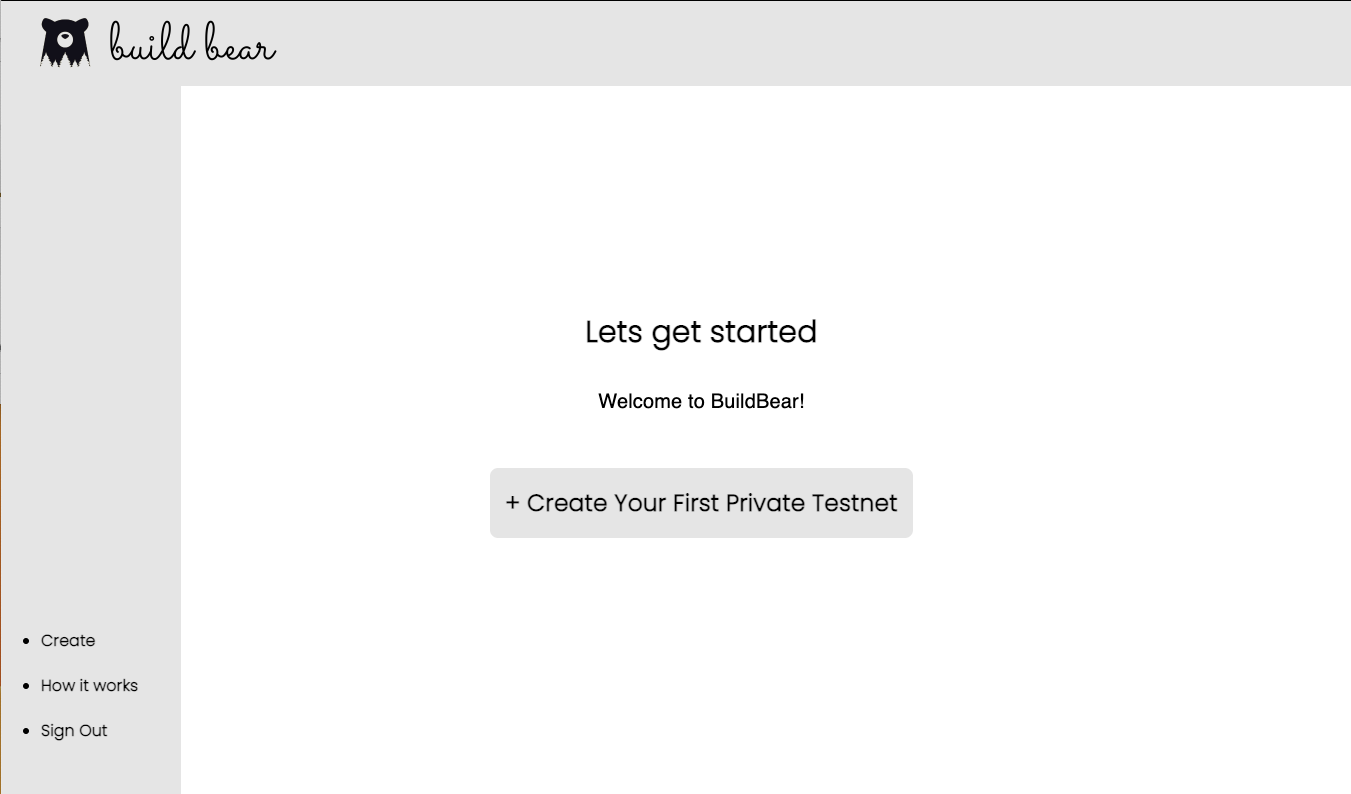 build bear
Lets get started
Welcome to BuildBear!
+ Create Your First Private Testnet
Create
How it works
Sign Out